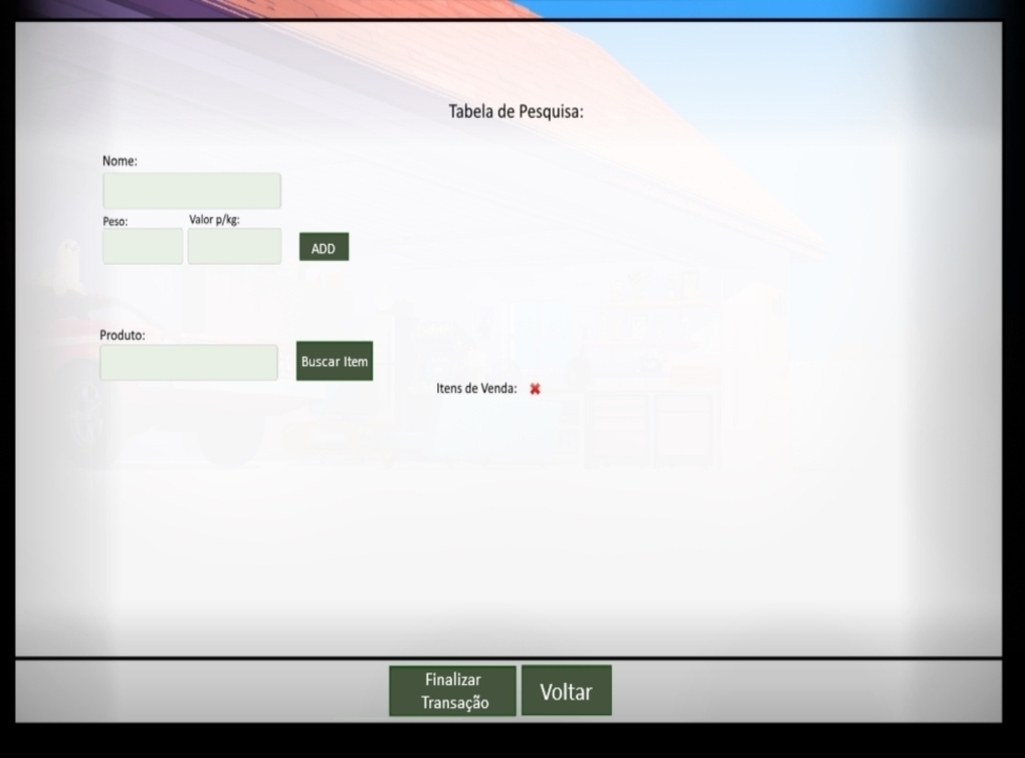 Tabela de Pesquisa:
Nome:
Peso:
Valor p/kg:
ADD
Produto:
Buscar Item
Itens de Venda:
Finalizar
Transação
Voltar